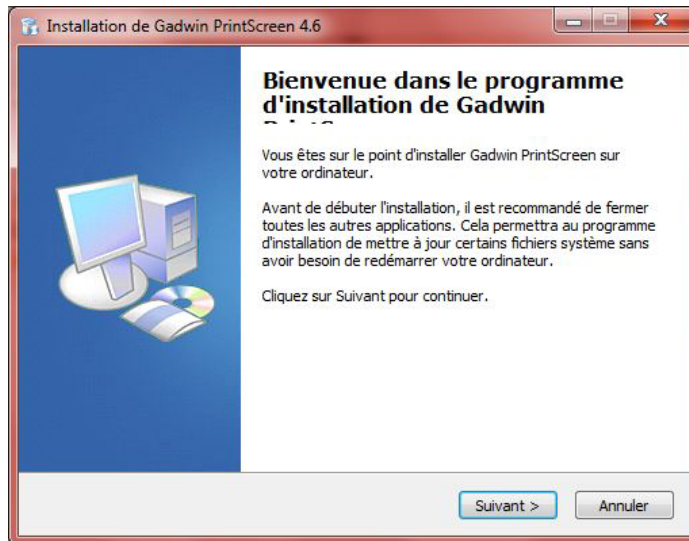 Installation de Gadwin PrintScreen 4.6
Bienvenue dans le programme
d'installation de Gadwin
Vous êtes sur le point d'installer Gadwin PrintScreen sur
votre ordinateur.
Avant de débuter l'installation, il est recommandé de fermer
toutes les autres applications. Cela permettra au programme
d'installation de mettre à jour certains fichiers système sans
avoir besoin de redémarrer votre ordinateur.
Cliquez sur Suivant pour continuer.
Suivant >
Annuler